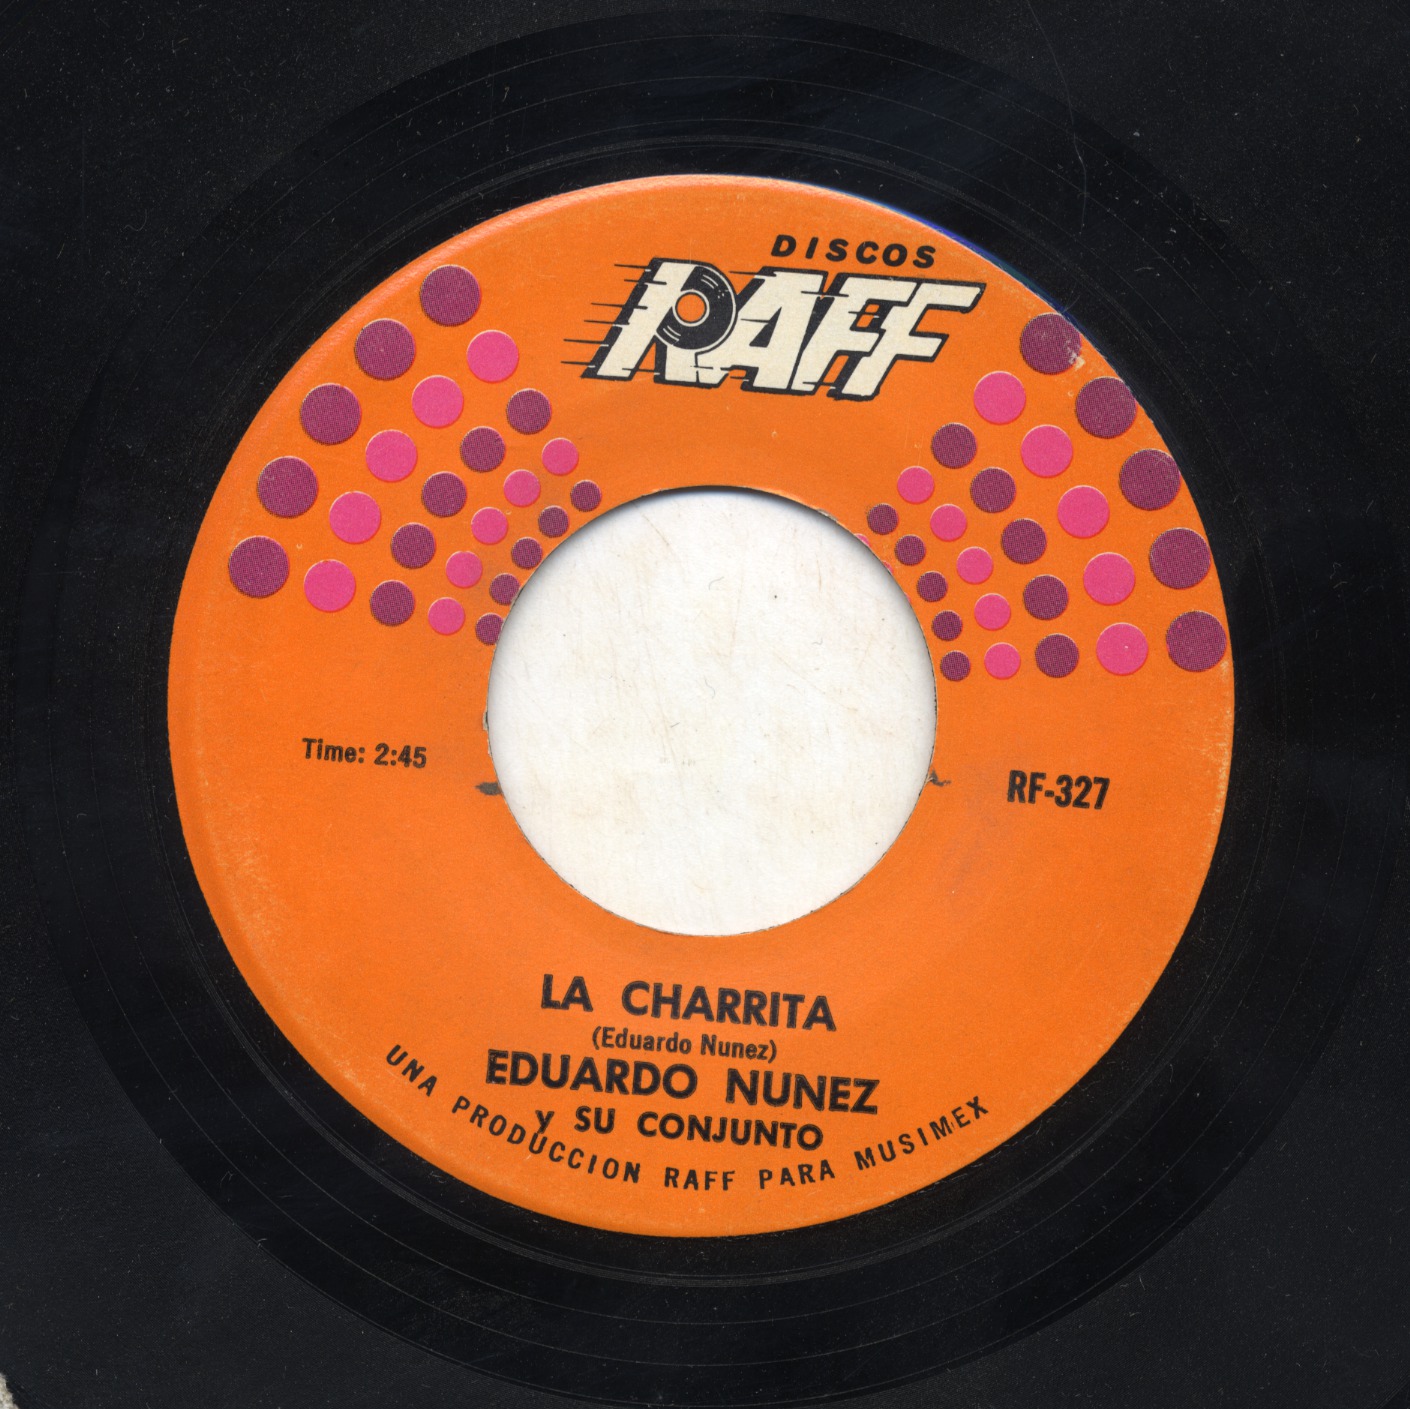 DISCOS
RAFF
Time: 2:45
RF-327
LA CHARRITA
(Eduardo Nunez)
EDUARDO NUNEZ
y SU CONJUNTO
UNA PRODUCCION RAFF PARA MUSIMEX